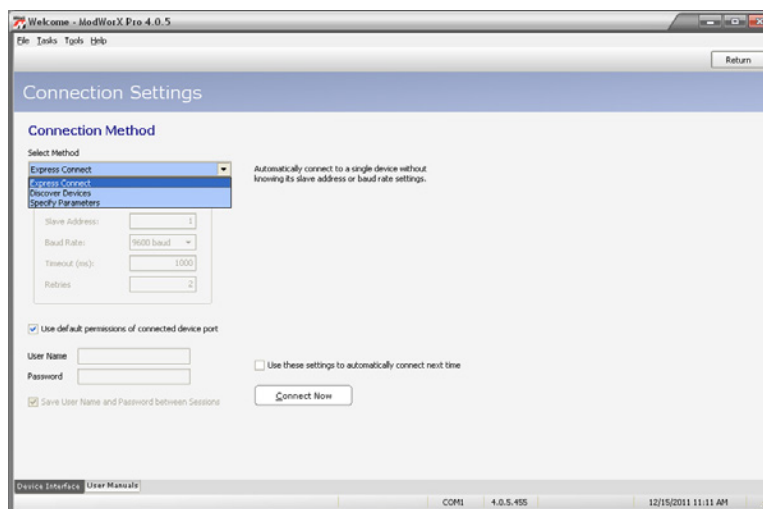 Welcome - ModWorX Pro 4.0.5
File Tasks Tools Help
Return
Connection Settings
Connection Method
Select Method
Express Connect
Automatically connect to a single device without
knowing its slave address or baud rate settings.
Express Connect
Discover Devices
Specify Parameters
Slave Address: 1
Baud Rate: 9600 baud
Timeout (ms): 1000
Retries 2
Use default permissions of connected device port
User Name
Use these settings to automatically connect next time
Password
Connect Now
Save User Name and Password between Sessions
Device Interface User Manuals
COM1 4.0.5.455 12/15/2011 11:11 AM